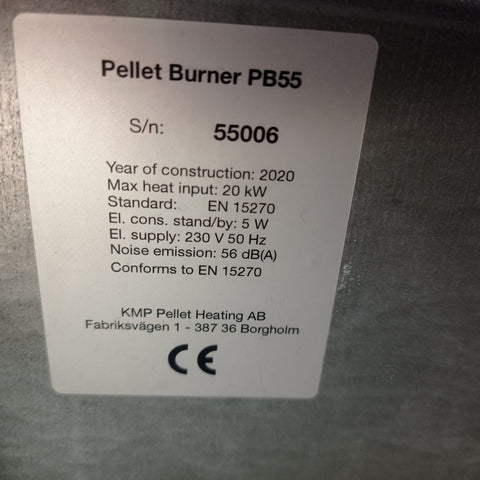 Pellet Burner PB55
S/n: 55006
Year of construction: 2020
Max heat input: 20 kW
Standard: EN 15270
El. cons. stand/by: 5 W
El. supply: 230 V 50 Hz
Noise emission: 56 dB(A)
Conforms to EN 15270
KMP Pellet Heating AB
Fabriksvägen 1 - 387 36 Borgholm
CE